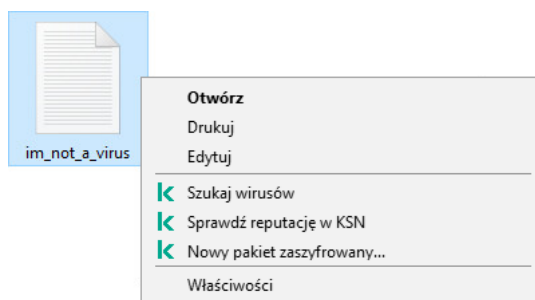 im_not_a_virus
Otwórz
Drukuj
Edytuj
Szukaj wirusów
Sprawdź reputację w KSN
Nowy pakiet zaszyfrowany...
Właściwości